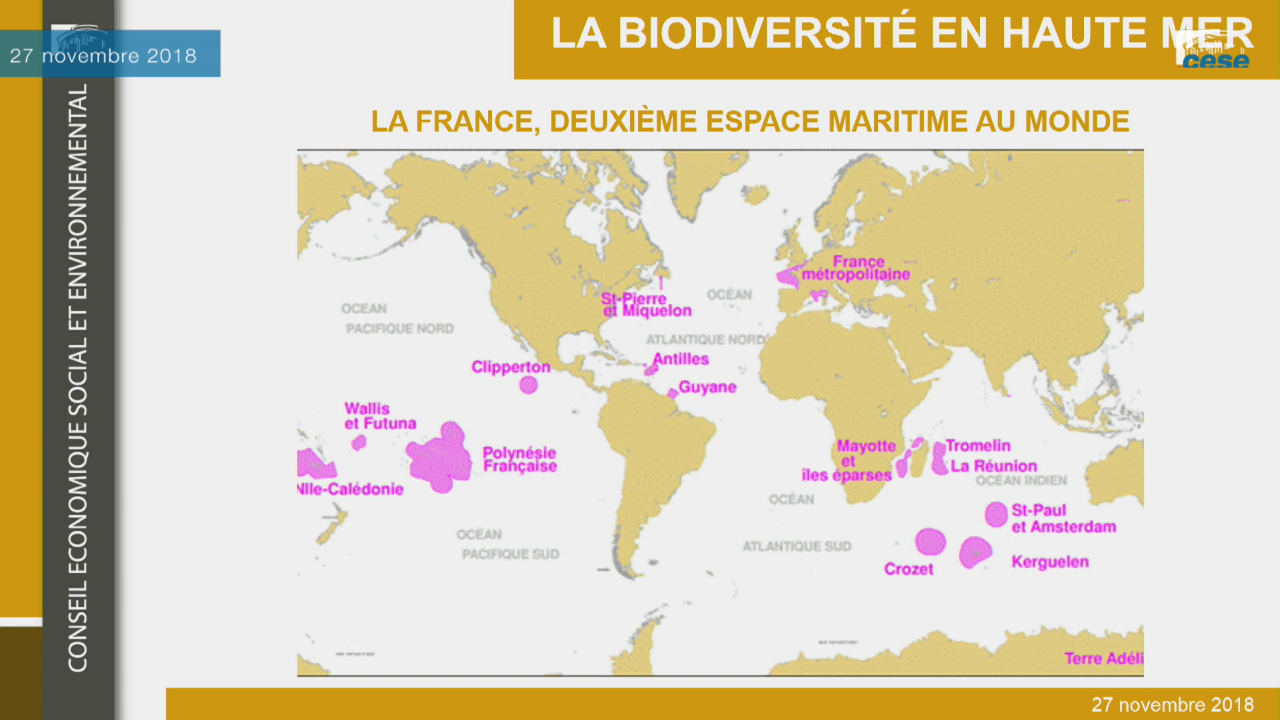 LA BIODIVERSITÉ EN HAUTE MER
cese
27 novembre 2018
CONSEIL ECONOMIQUE SOCIAL ET ENVIRONNEMENTAL
LA FRANCE, DEUXIÈME ESPACE MARITIME AU MONDE
France
métropolitaine
St-Pierre
et Miquelon
OCÉAN
ATLANTIQUE NORD
OCEAN
PACIFIQUE NORD
Clipperton
Antilles
Guyane
Wallis
et Futuna
Polynésie
Française
Nlle-Calédonie
Mayotte
et
îles éparses
Tromelin
La Réunion
OCÉAN INDIEN
OCÉAN
ATLANTIQUE SUD
St-Paul
et Amsterdam
OCÉAN
PACIFIQUE SUD
Crozet
Kerguelen
Terre Adéli
27 novembre 2018